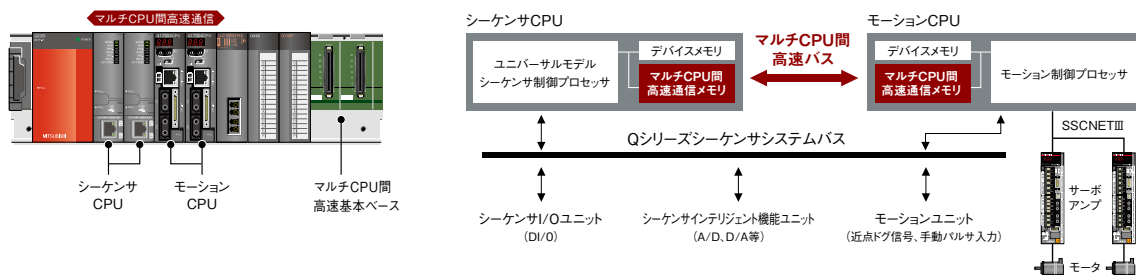 マルチCPU間高速通信
MITSUBISHI
シーケンサ
CPU
モーション
CPU
マルチCPU間
高速基本ベース
シーケンサCPU
ユニバーサルモデル
シーケンサ制御プロセッサ
デバイスメモリ
マルチCPU間
高速通信メモリ
マルチCPU間
高速バス
モーションCPU
デバイスメモリ
マルチCPU間
高速通信メモリ
モーション制御プロセッサ
SSCNETⅢ
Qシリーズシーケンサシステムバス
シーケンサI/Oユニット
(DI/O)
シーケンサインテリジェント機能ユニット
(A/D、D/A等)
モーションユニット
(近点ドグ信号、手動パルサ入力)
サーボ
アンプ
モータ